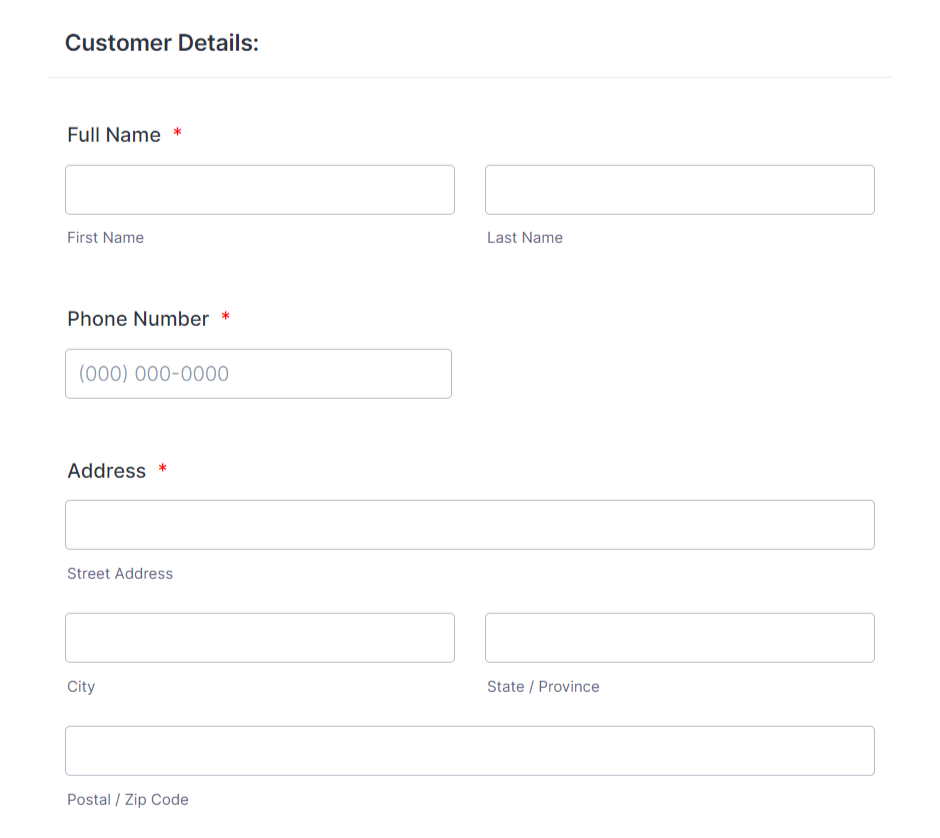 Customer Details:
Full Name *
First Name Last Name
Phone Number *
(000) 000-0000
Address *
Street Address
City State / Province
Postal / Zip Code